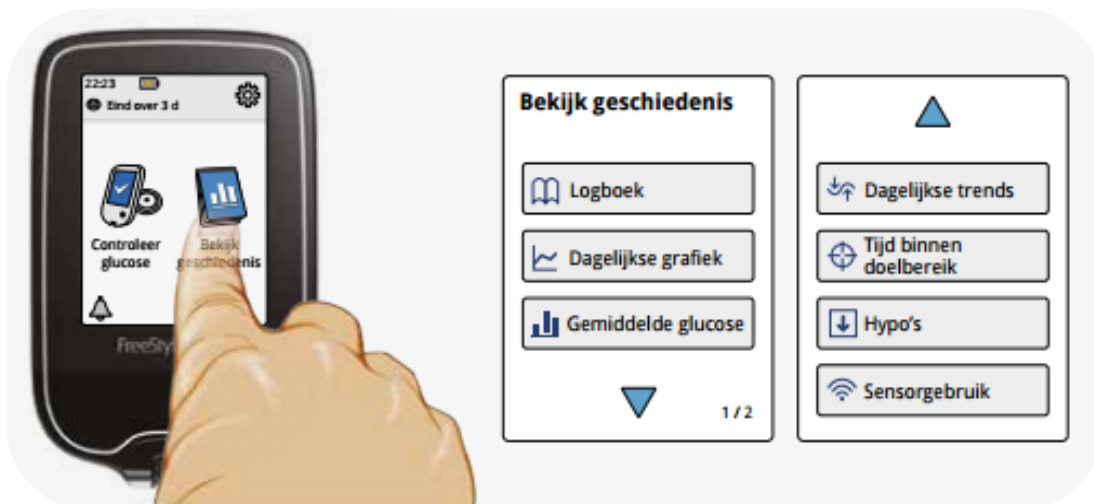 22:23
Eind over 3 d
Controleer
glucose
Bekijk
geschiedenis
FreeSty
Bekijk geschiedenis
Logboek
Dagelijkse grafiek
Gemiddelde glucose
1 / 2
Dagelijkse trends
Tijd binnen
doelbereik
Hypo's
Sensorgebruik